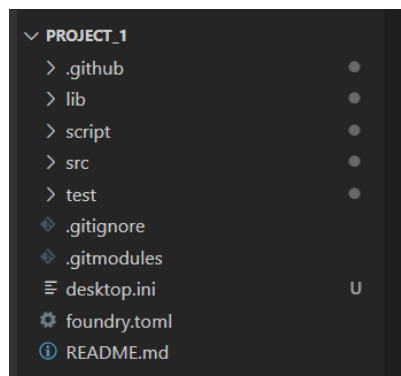 PROJECT_1
.github
lib
script
src
test
.gitignore
.gitmodules
desktop.ini U
foundry.toml
README.md